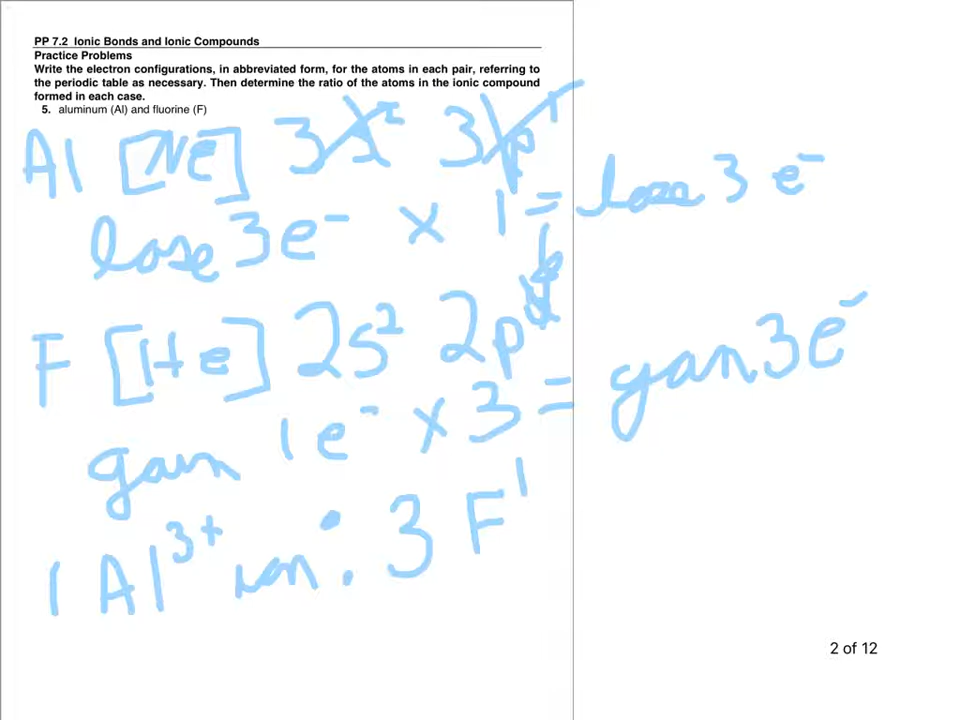 PP 7.2 Ionic Bonds and Ionic Compounds
Practice Problems
Write the electron configurations, in abbreviated form, for the atoms in each pair, referring to
the periodic table as necessary. Then determine the ratio of the atoms in the ionic compound
formed in each case.
5. aluminum (Al) and fluorine (F)
Al [Ne] 3s² 3p¹
lose 3e⁻ x 1 = lose 3 e⁻
F [He] 2s² 2p
gain 1e⁻ x 3 = gan 3e⁻
1 Al³⁺ ion : 3 F¹
2 of 12